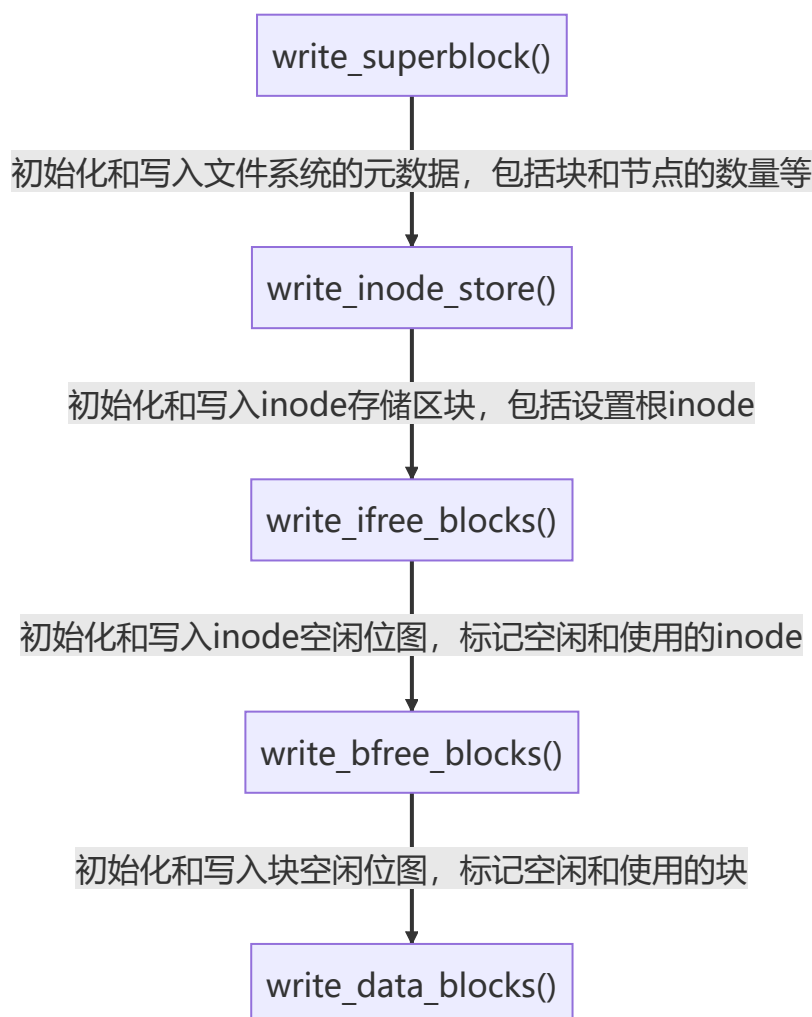 write_superblock()
初始化和写入文件系统的元数据，包括块和节点的数量等
write_inode_store()
初始化和写入inode存储区块，包括设置根inode
write_ifree_blocks()
初始化和写入inode空闲位图，标记空闲和使用的inode
write_bfree_blocks()
初始化和写入块空闲位图，标记空闲和使用的块
write_data_blocks()